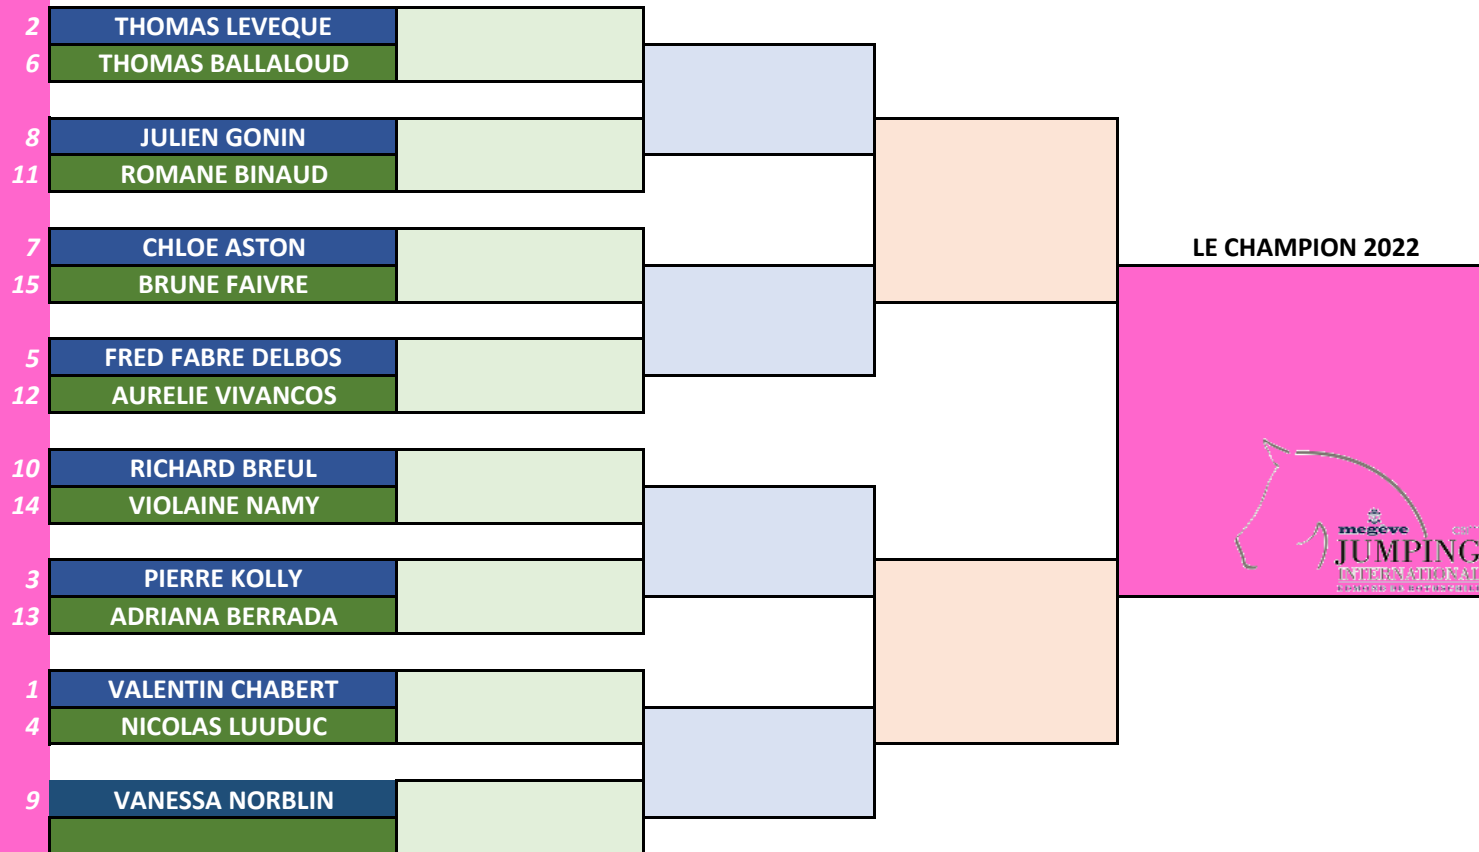 2 THOMAS LEVEQUE
6 THOMAS BALLALOUD
8 JULIEN GONIN
11 ROMANE BINAUD
7 CHLOE ASTON
LE CHAMPION 2022
15 BRUNE FAIVRE
5 FRED FABRE DELBOS
12 AURELIE VIVANCOS
10 RICHARD BREUL
14 VIOLAINE NAMY
megève
JUMPING
INTERNATIONAL
3 PIERRE KOLLY
13 ADRIANA BERRADA
1 VALENTIN CHABERT
4 NICOLAS LUUDUC
9 VANESSA NORBLIN